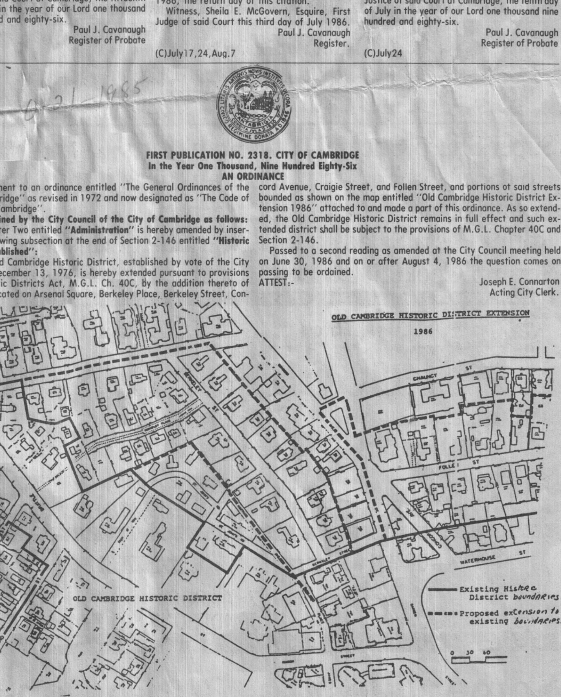 in the year of our Lord one thousand
d and eighty-six.
Paul J. Cavanaugh
Register of Probate
1986, the return day of this citation.
Witness, Sheila E. McGovern, Esquire, First
Judge of said Court this third day of July 1986.
Paul J. Cavanaugh
Register.
(C)July17,24,Aug.7
Justice of said Court at Cambridge, the tenth day
of July in the year of our Lord one thousand nine
hundred and eighty-six.
Paul J. Cavanaugh
Register of Probate
(C)July24
1985
FIRST PUBLICATION NO. 2318. CITY OF CAMBRIDGE
In the Year One Thousand, Nine Hundred Eighty-Six
AN ORDINANCE
ment to an ordinance entitled "The General Ordinances of the
ridge" as revised in 1972 and now designated as "The Code of
ambridge".
ined by the City Council of the City of Cambridge as follows:
er Two entitled "Administration" is hereby amended by inser-
wing subsection at the end of Section 2-146 entitled "Historic
blished":
d Cambridge Historic District, established by vote of the City
ecember 13, 1976, is hereby extended pursuant to provisions
ic Districts Act, M.G.L. Ch. 40C, by the addition thereto of
cated on Arsenal Square, Berkeley Place, Berkeley Street, Con-
cord Avenue, Craigie Street, and Follen Street, and portions of said streets
bounded as shown on the map entitled "Old Cambridge Historic District Ex-
tension 1986" attached to and made a part of this ordinance. As so extend-
ed, the Old Cambridge Historic District remains in full effect and such ex-
tended district shall be subject to the provisions of M.G.L. Chapter 40C and
Section 2-146.
Passed to a second reading as amended at the City Council meeting held
on June 30, 1986 and on or after August 4, 1986 the question comes on
passing to be ordained.
ATTEST:-
Joseph E. Connarton
Acting City Clerk.
OLD CAMBRIDGE HISTORIC DISTRICT EXTENSION
1986
CHAUNCY ST
FOLLE ST
WATERHOUSE ST
BERKELEY ST
STREET
OLD CAMBRIDGE HISTORIC DISTRICT
Existing Historic
District boundaries
Proposed extension to
existing boundaries